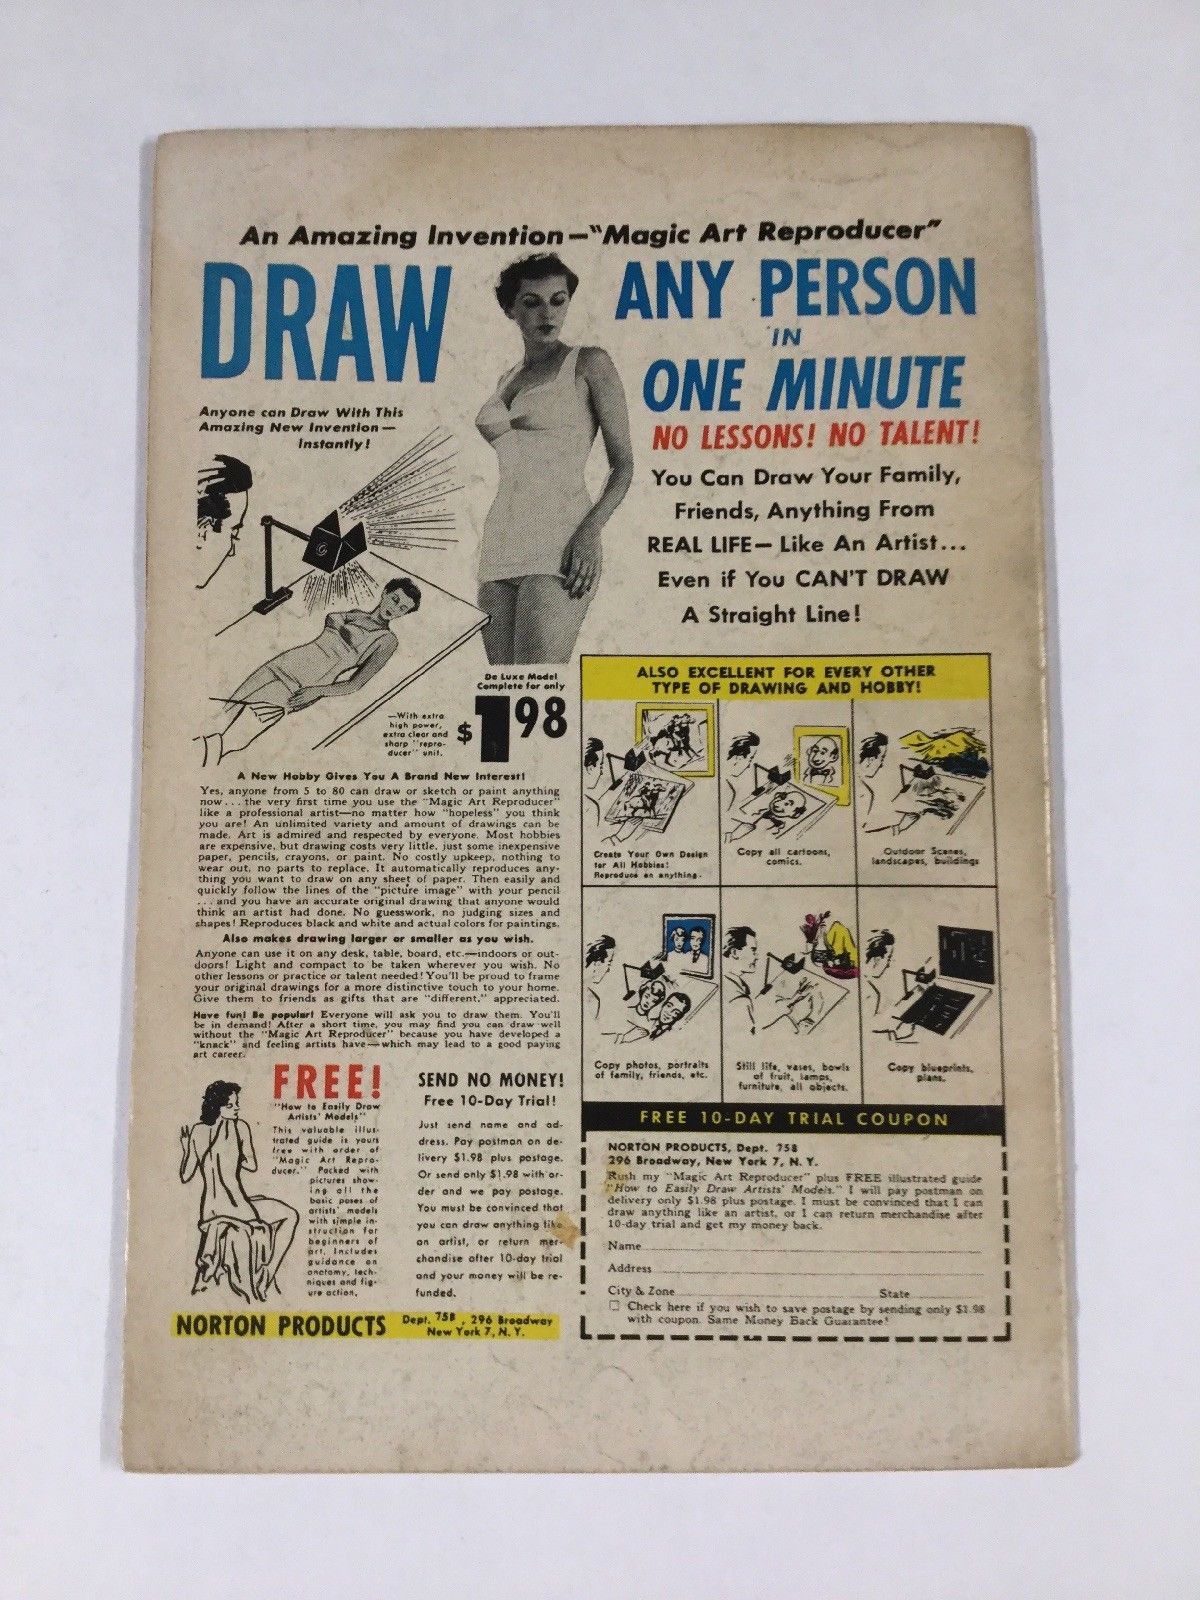 An Amazing Invention—"Magic Art Reproducer"
DRAW
ANY PERSON
IN
ONE MINUTE
NO LESSONS! NO TALENT!
Anyone can Draw With This
Amazing New Invention—
Instantly!
You Can Draw Your Family,
Friends, Anything From
REAL LIFE—Like An Artist...
Even if You CAN'T DRAW
A Straight Line!
De Luxe Model
Complete for only
$1.98
—With extra
high power,
extra clear and
sharp "repro-
ducer" unit.
A New Hobby Gives You A Brand New Interest!
Yes, anyone from 5 to 80 can draw or sketch or paint anything
now . . . the very first time you use the "Magic Art Reproducer"
like a professional artist—no matter how "hopeless" you think
you are! An unlimited variety and amount of drawings can be
made. Art is admired and respected by everyone. Most hobbies
are expensive, but drawing costs very little, just some inexpensive
paper, pencils, crayons, or paint. No costly upkeep, nothing to
wear out, no parts to replace. It automatically reproduces any-
thing you want to draw on any sheet of paper. Then easily and
quickly follow the lines of the "picture image" with your pencil
. . . and you have an accurate original drawing that anyone would
think an artist had done. No guesswork, no judging sizes and
shapes! Reproduces black and white and actual colors for paintings.
Also makes drawing larger or smaller as you wish.
Anyone can use it on any desk, table, board, etc.—indoors or out-
doors! Light and compact to be taken wherever you wish. No
other lessons or practice or talent needed! You'll be proud to frame
your original drawings for a more distinctive touch to your home.
Give them to friends as gifts that are "different," appreciated.
Have fun! Be popular! Everyone will ask you to draw them. You'll
be in demand! After a short time, you may find you can draw well
without the "Magic Art Reproducer" because you have developed a
"knack" and feeling artists have—which may lead to a good paying
art career.
FREE!
"How to Easily Draw
Artists' Models"
This valuable illus-
trated guide is yours
free with order of
"Magic Art Repro-
ducer." Packed with
pictures show-
ing all the
basic poses of
artists' models
with simple in-
struction for
beginners of
art. Includes
guidance on
anatomy, tech-
niques and fig-
ure action.
SEND NO MONEY!
Free 10-Day Trial!
Just send name and ad-
dress. Pay postman on de-
livery $1.98 plus postage.
Or send only $1.98 with or-
der and we pay postage.
You must be convinced that
you can draw anything like
an artist, or return mer-
chandise after 10-day trial
and your money will be re-
funded.
NORTON PRODUCTS
Dept. 758, 296 Broadway
New York 7, N. Y.
ALSO EXCELLENT FOR EVERY OTHER
TYPE OF DRAWING AND HOBBY!
Create Your Own Design
for All Hobbies!
Reproduce on anything.
Copy all cartoons,
comics.
Outdoor Scenes,
landscapes, buildings
Copy photos, portraits
of family, friends, etc.
Still life, vases, bowls
of fruit, lamps,
furniture, all objects.
Copy blueprints,
plans.
FREE 10-DAY TRIAL COUPON
NORTON PRODUCTS, Dept. 758
296 Broadway, New York 7, N. Y.
Rush my "Magic Art Reproducer" plus FREE illustrated guide
"How to Easily Draw Artists' Models." I will pay postman on
delivery only $1.98 plus postage. I must be convinced that I can
draw anything like an artist, or I can return merchandise after
10-day trial and get my money back.
Name
Address
City & Zone State
☐ Check here if you wish to save postage by sending only $1.98
with coupon. Same Money Back Guarantee!